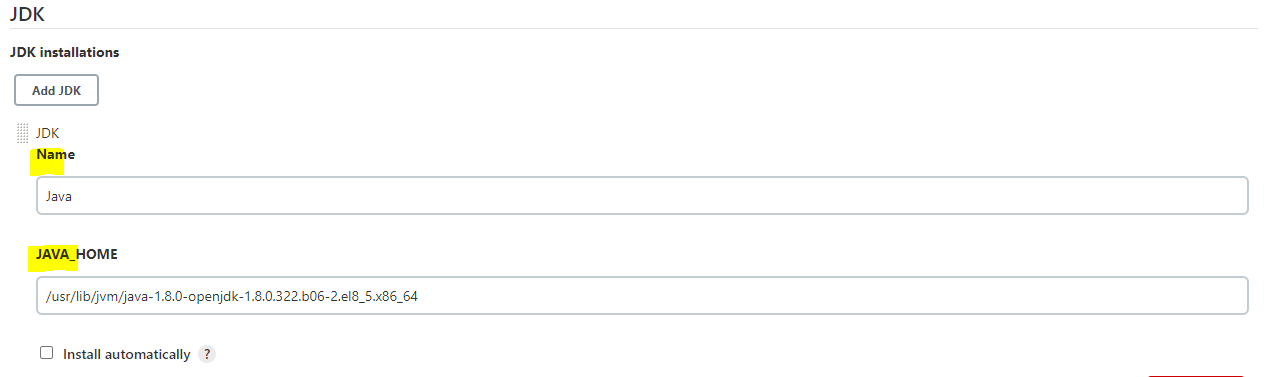 JDK
JDK installations
Add JDK
JDK
Name
Java
JAVA_HOME
/usr/lib/jvm/java-1.8.0-openjdk-1.8.0.322.b06-2.el8_5.x86_64
Install automatically ?